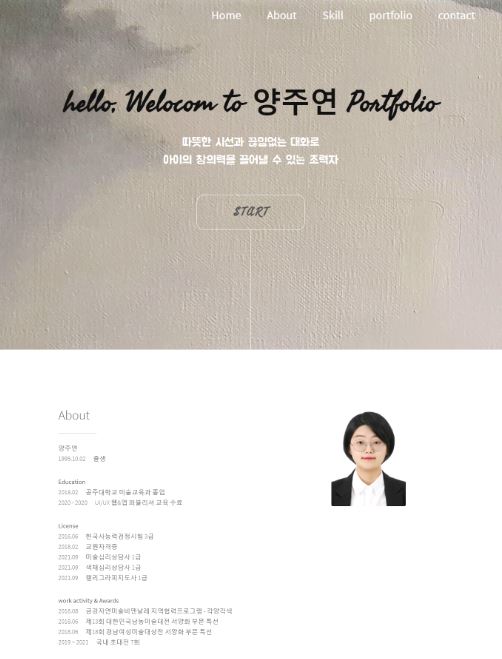 Home About Skill portfolio contact
hello, Welocom to 양주연 Portfolio
따뜻한 시선과 끊임없는 대화로
아이의 창의력을 끌어낼 수 있는 조력자
START
About
양주연
1995.10.02 출생
Education
2018.02 공주대학교 미술교육과 졸업
2020 - 2020 UI/UX 웹&앱 퍼블리셔 교육 수료
License
2016.06 한국사능력검정시험 3급
2018.02 교원자격증
2021.09 미술심리상담사 1급
2021.09 색채심리상담사 1급
2021.09 캘리그라피지도사 1급
work activity & Awards
2016.08 금강자연미술비엔날레 지역협력프로그램 -
2016.06 제13회 대한민국남농미술대전 서양화 부문 특선
2016.06 제18회 경남여성미술대상전 서양화 부문 특선
2019 ~ 2021 국내 초대전 7회